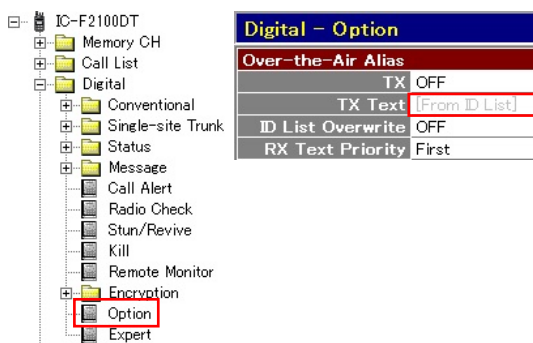 IC-F2100DT
Memory CH
Call List
Digital
Conventional
Single-site Trunk
Status
Message
Call Alert
Radio Check
Stun/Revive
Kill
Remote Monitor
Encryption
Option
Expert
Digital - Option
Over-the-Air Alias
TX OFF
TX Text [From ID List]
ID List Overwrite OFF
RX Text Priority First